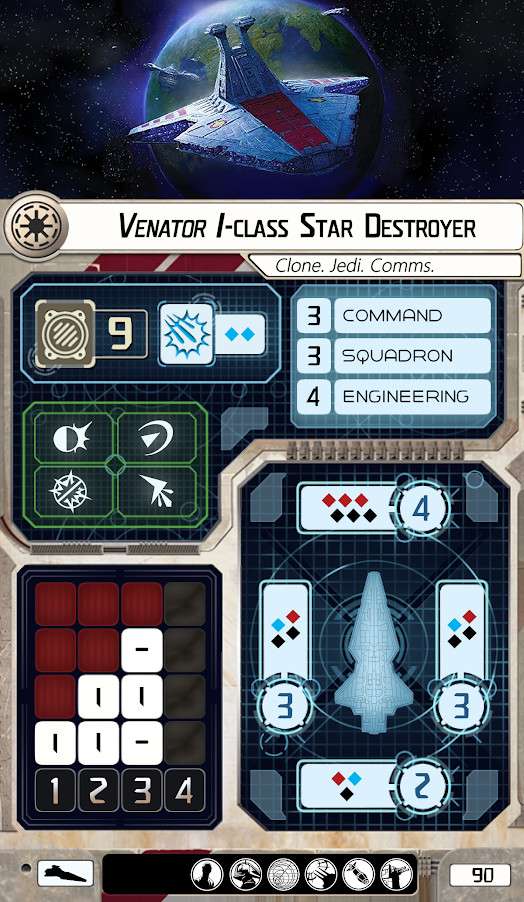 VENATOR I-CLASS STAR DESTROYER
Clone. Jedi. Comms.
9
3 COMMAND
3 SQUADRON
4 ENGINEERING
4
3 3
2
-
I I
I I -
1 2 3 4
90